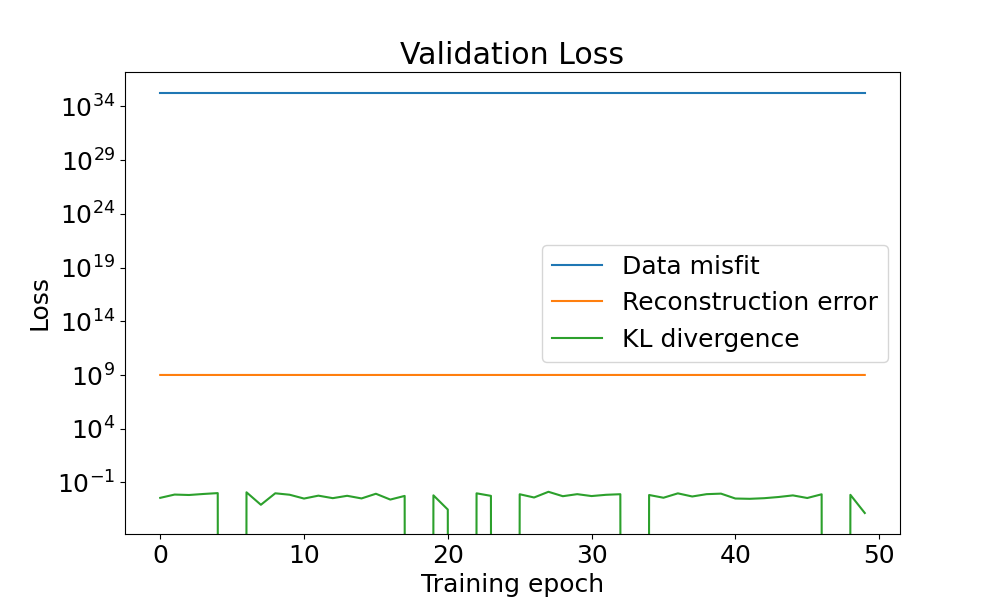 Validation Loss
10^34
10^29
10^24
10^19
10^14
10^9
10^4
10^−1
Loss
Data misfit
Reconstruction error
KL divergence
0 10 20 30 40 50
Training epoch